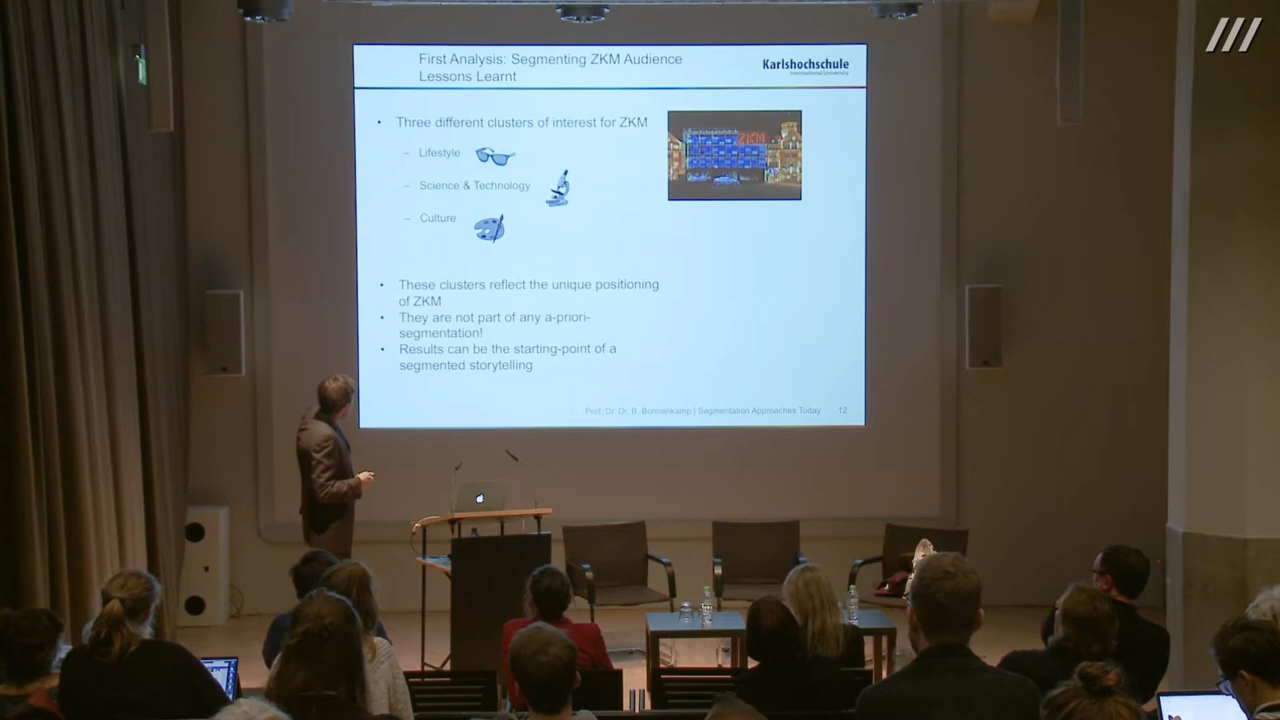 First Analysis: Segmenting ZKM Audience
Lessons Learnt
Karlshochschule
International University
• Three different clusters of interest for ZKM
– Lifestyle
– Science & Technology
– Culture
• These clusters reflect the unique positioning
of ZKM
• They are not part of any a-priori-
segmentation!
• Results can be the starting-point of a
segmented storytelling
Prof. Dr. Dr. B. Bohnenkamp | Segmentation Approaches Today 12